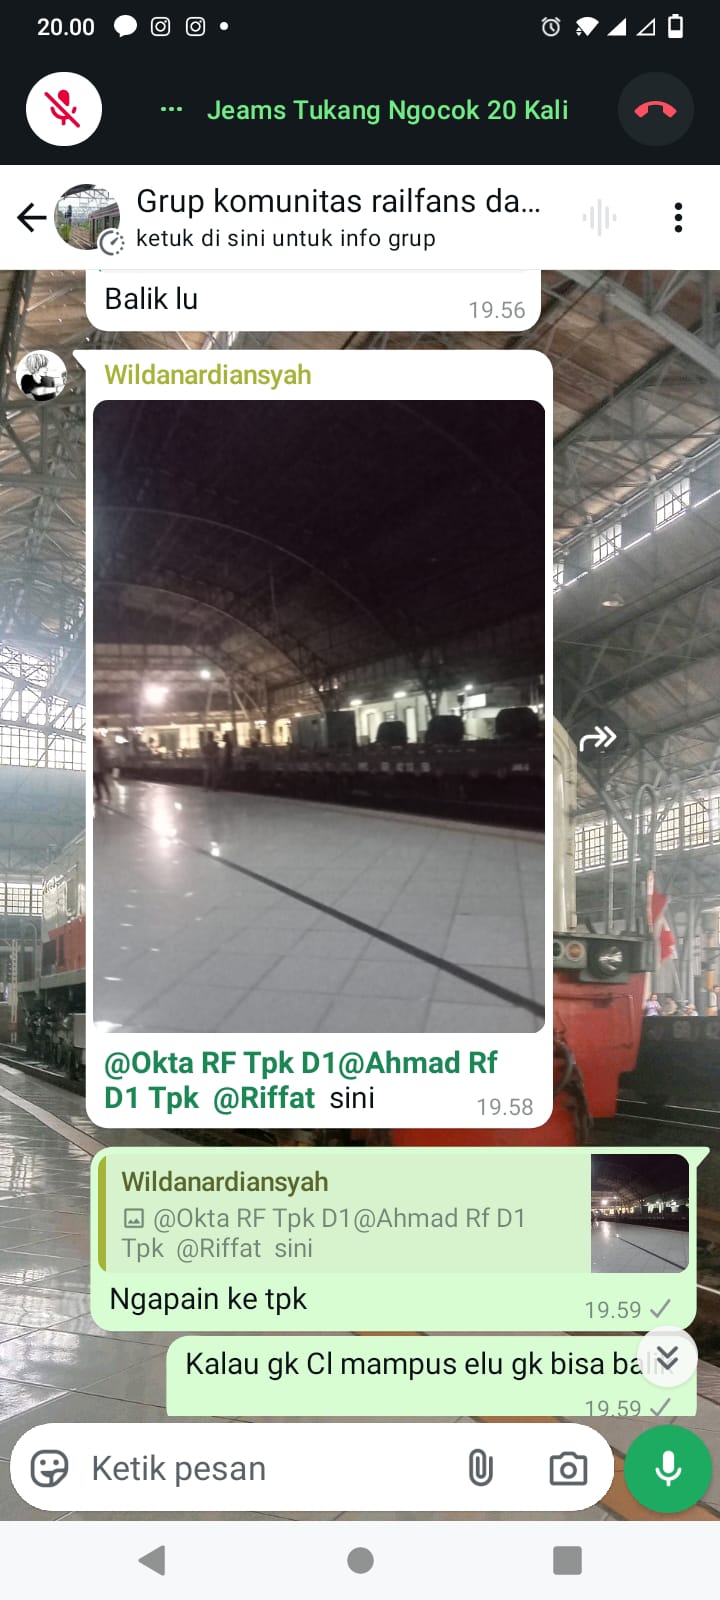 20.00
Jeams Tukang Ngocok 20 Kali
Grup komunitas railfans da...
ketuk di sini untuk info grup
Balik lu
19.56
Wildanardiansyah
@Okta RF Tpk D1@Ahmad Rf
D1 Tpk @Riffat sini
19.58
Wildanardiansyah
@Okta RF Tpk D1@Ahmad Rf D1
Tpk @Riffat sini
Ngapain ke tpk
19.59
Kalau gk Cl mampus elu gk bisa balik
19.59
Ketik pesan